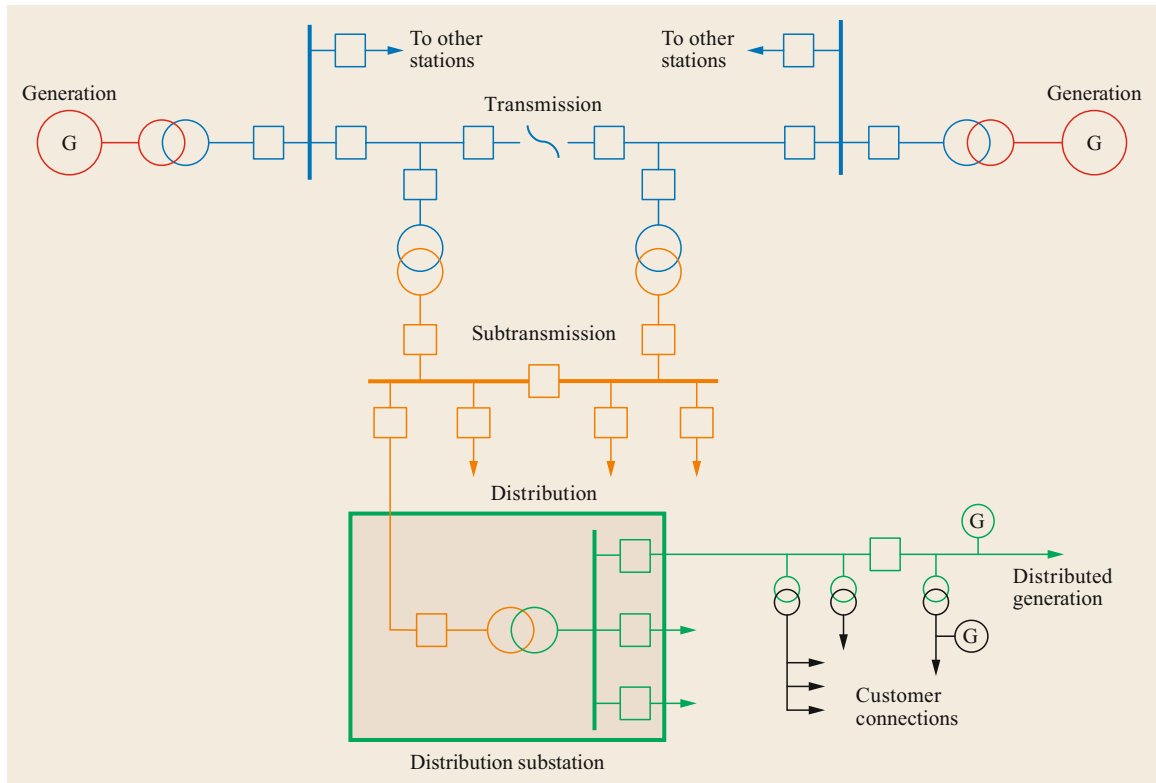 To other
stations
To other
stations
Generation
Transmission
Generation
G
G
Subtransmission
Distribution
G
Distributed
generation
G
Customer
connections
Distribution substation